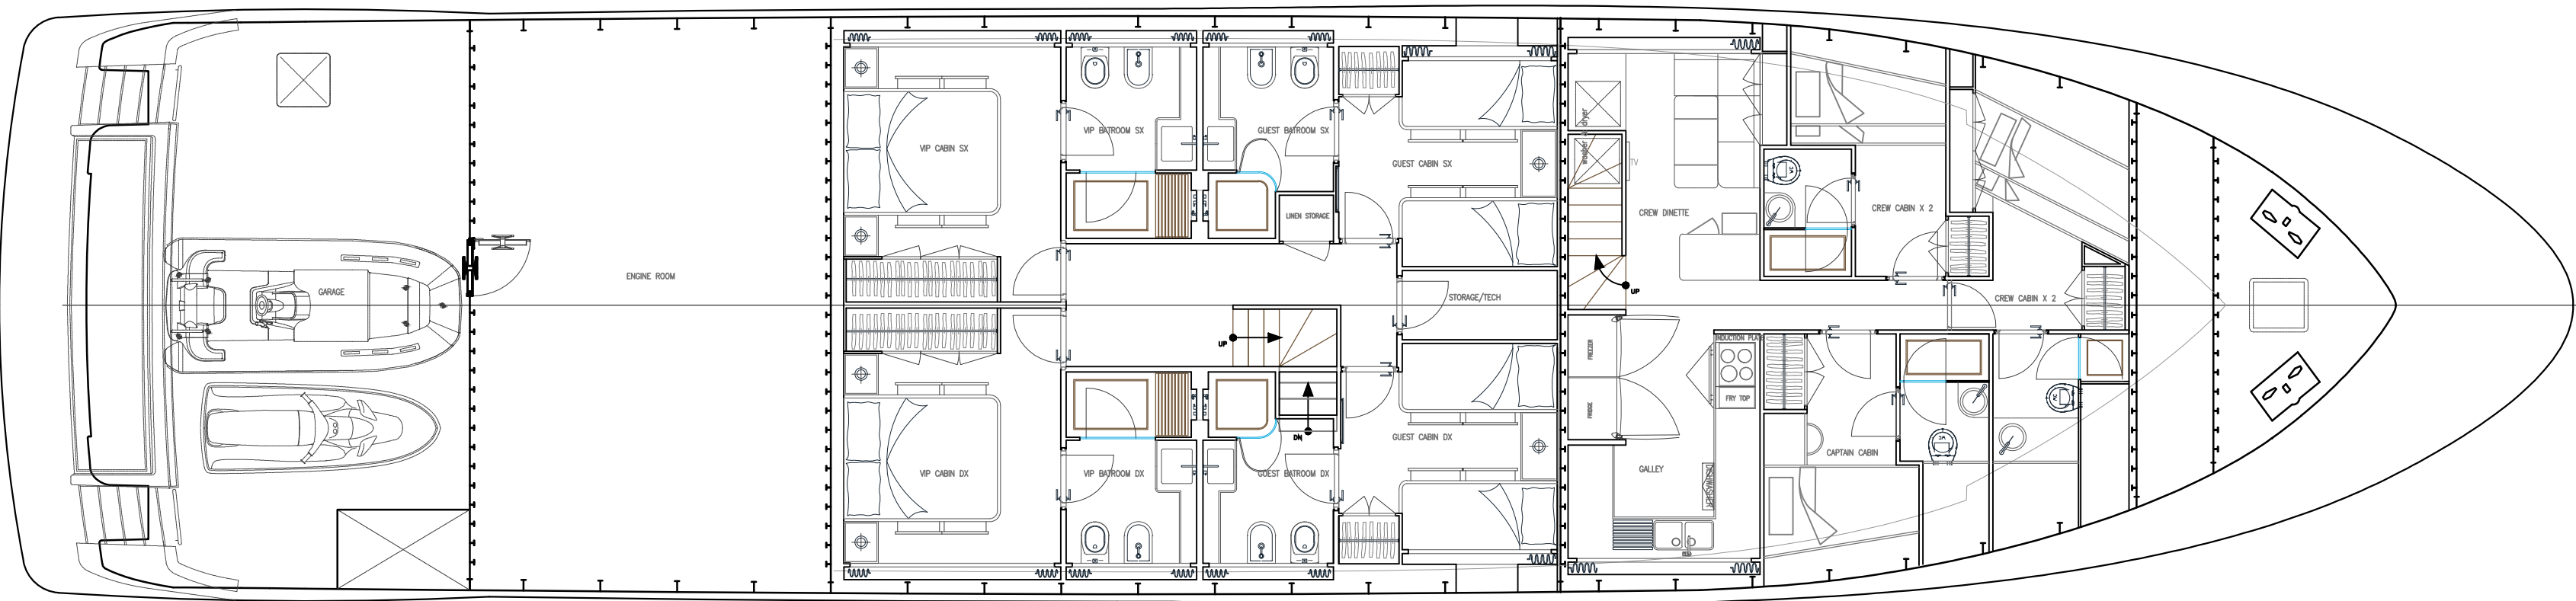 GARAGE
ENGINE ROOM
VIP CABIN SX
VIP BATROOM SX
GUEST BATROOM SX
LINEN STORAGE
GUEST CABIN SX
STORAGE/TECH
UP
DN
VIP CABIN DX
VIP BATROOM DX
GUEST BATROOM DX
GUEST CABIN DX
washer
dryer
TV
CREW DINETTE
UP
FREEZER
FRIDGE
INDUCTION PLATE
FRY TOP
GALLEY
DISHWASHER
CREW CABIN X 2
CREW CABIN X 2
CAPTAIN CABIN